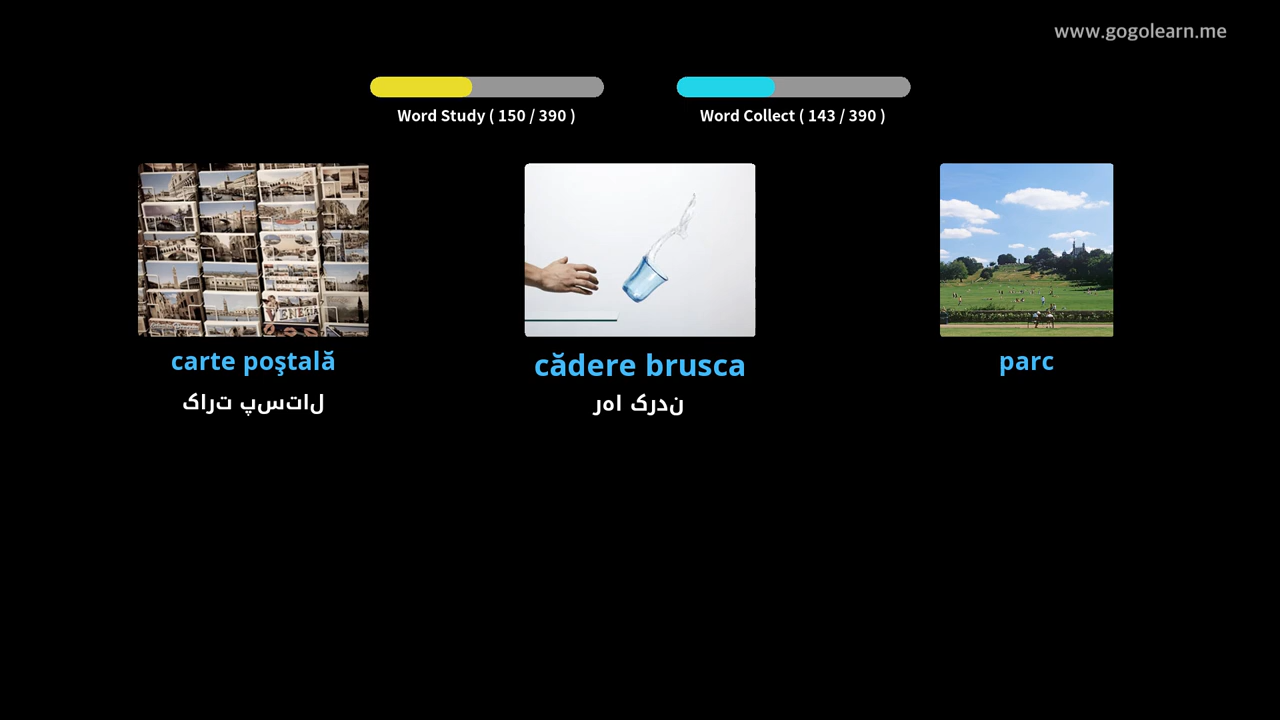 www.gogolearn.me
Word Study ( 150 / 390 )
Word Collect ( 143 / 390 )
carte poştală
لاتسپ تراک
cădere brusca
ندرک اهر
parc